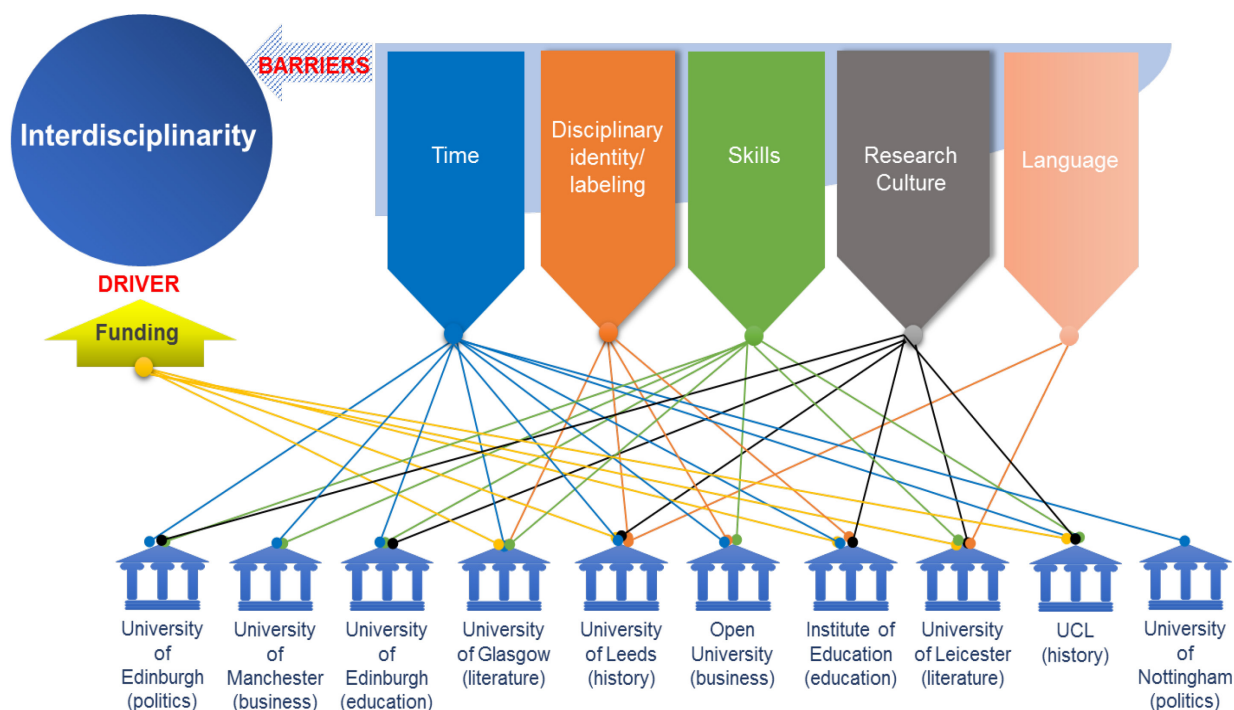 Interdisciplinarity
BARRIERS
Time
Disciplinary
identity/
labeling
Skills
Research
Culture
Language
DRIVER
Funding
University
of
Edinburgh
(politics)
University
of
Manchester
(business)
University
of
Edinburgh
(education)
University
of Glasgow
(literature)
University
of Leeds
(history)
Open
University
(business)
Institute of
Education
(education)
University
of Leicester
(literature)
UCL
(history)
University
of
Nottingham
(politics)